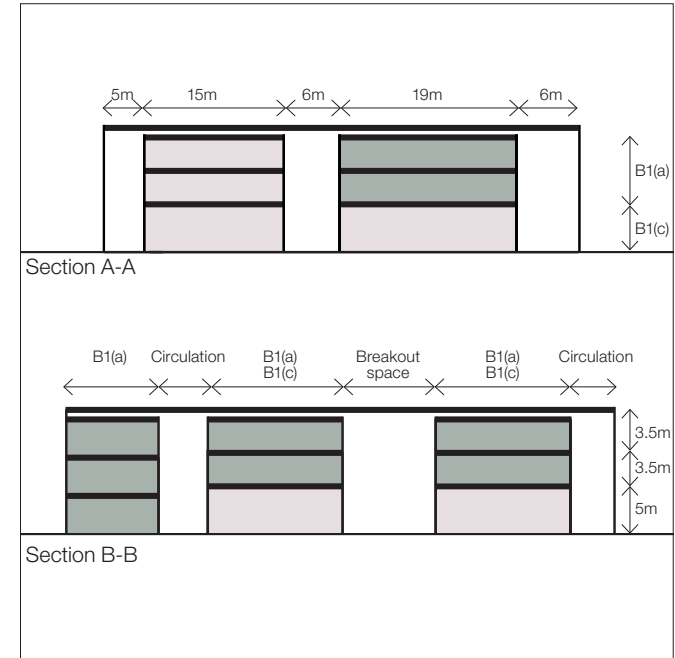 5m 15m 6m 19m 6m
B1(a)
B1(c)
Section A-A
B1(a) Circulation B1(a) Breakout B1(a) Circulation
B1(c) space B1(c)
3.5m
3.5m
5m
Section B-B